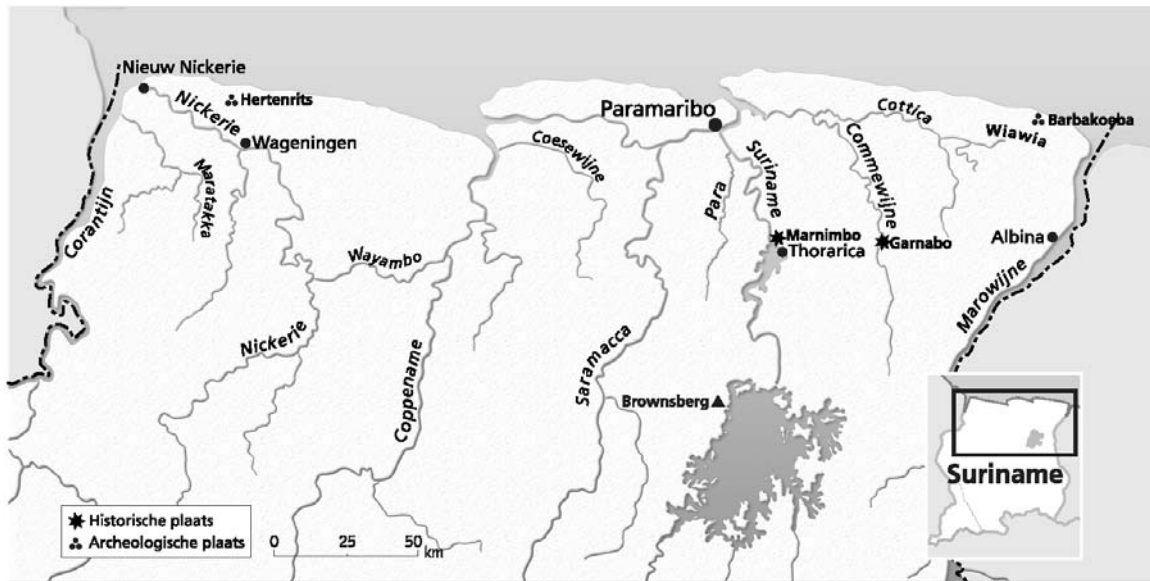 Nieuw Nickerie
Nickerie
Hertenrits
Wageningen
Maratakka
Corantijn
Wayambo
Nickerie
Coppename
Coesewijne
Paramaribo
Saramacca
Para
Suriname
Marnimbo
Thorarica
Brownsberg
Commewijne
Cottica
Garnabo
Wiawia
Barbakoeba
Albina
Marowijne
Suriname
Historische plaats
Archeologische plaats
0 25 50
km